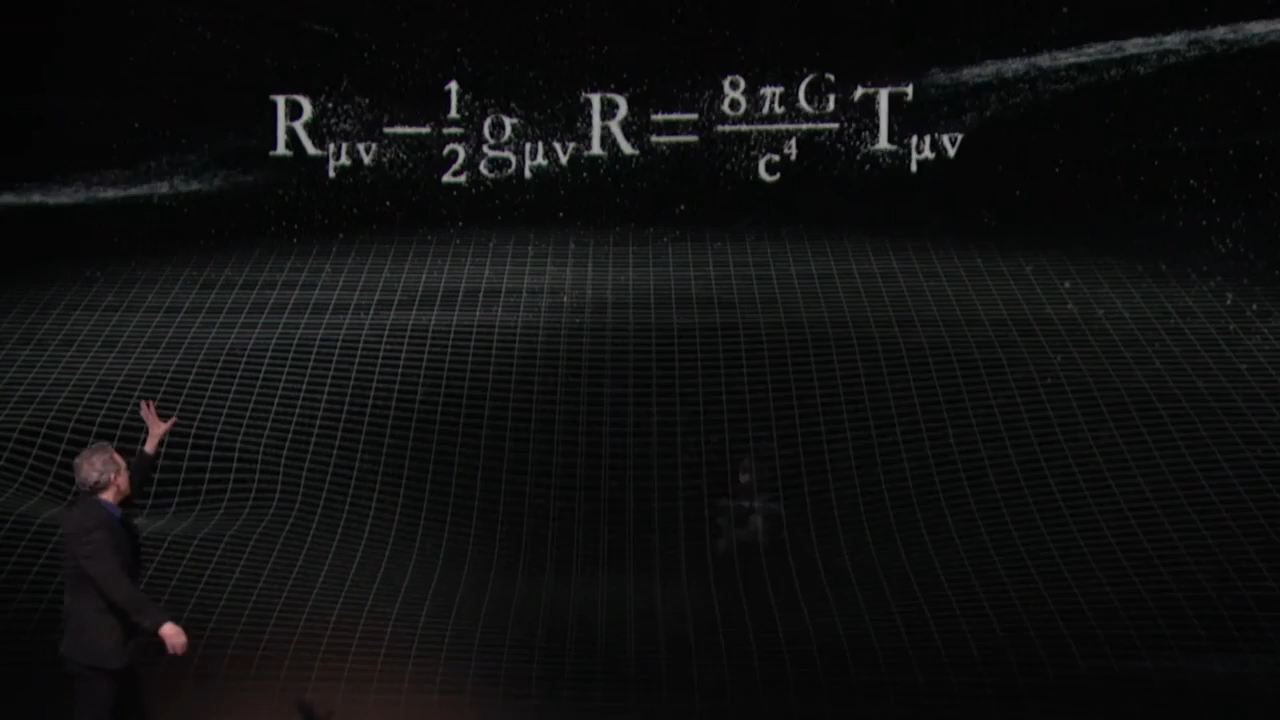 Rμν − 1/2 gμν R = 8πG/c⁴ Tμν